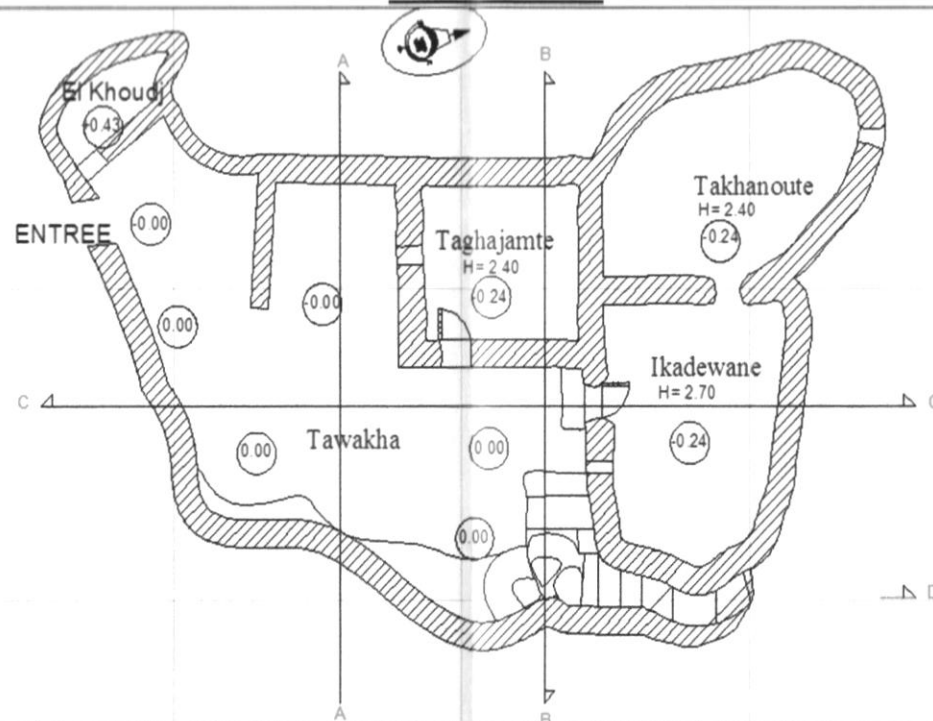 A
B
El Khoudj
+0.43
Takhanoute
H= 2.40
-0.24
-0.00
ENTREE
Taghajamte
H= 2.40
-0.24
-0.00
0.00
Ikadewane
H= 2.70
C
Tawakha
0.00
0.00
-0.24
0.00
D
A
B